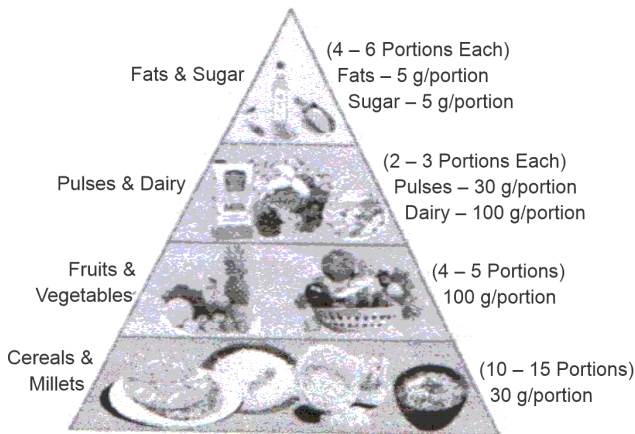 Fats & Sugar
(4 – 6 Portions Each)
Fats – 5 g/portion
Sugar – 5 g/portion
Pulses & Dairy
(2 – 3 Portions Each)
Pulses – 30 g/portion
Dairy – 100 g/portion
Fruits &
Vegetables
(4 – 5 Portions)
100 g/portion
Cereals &
Millets
(10 – 15 Portions)
30 g/portion